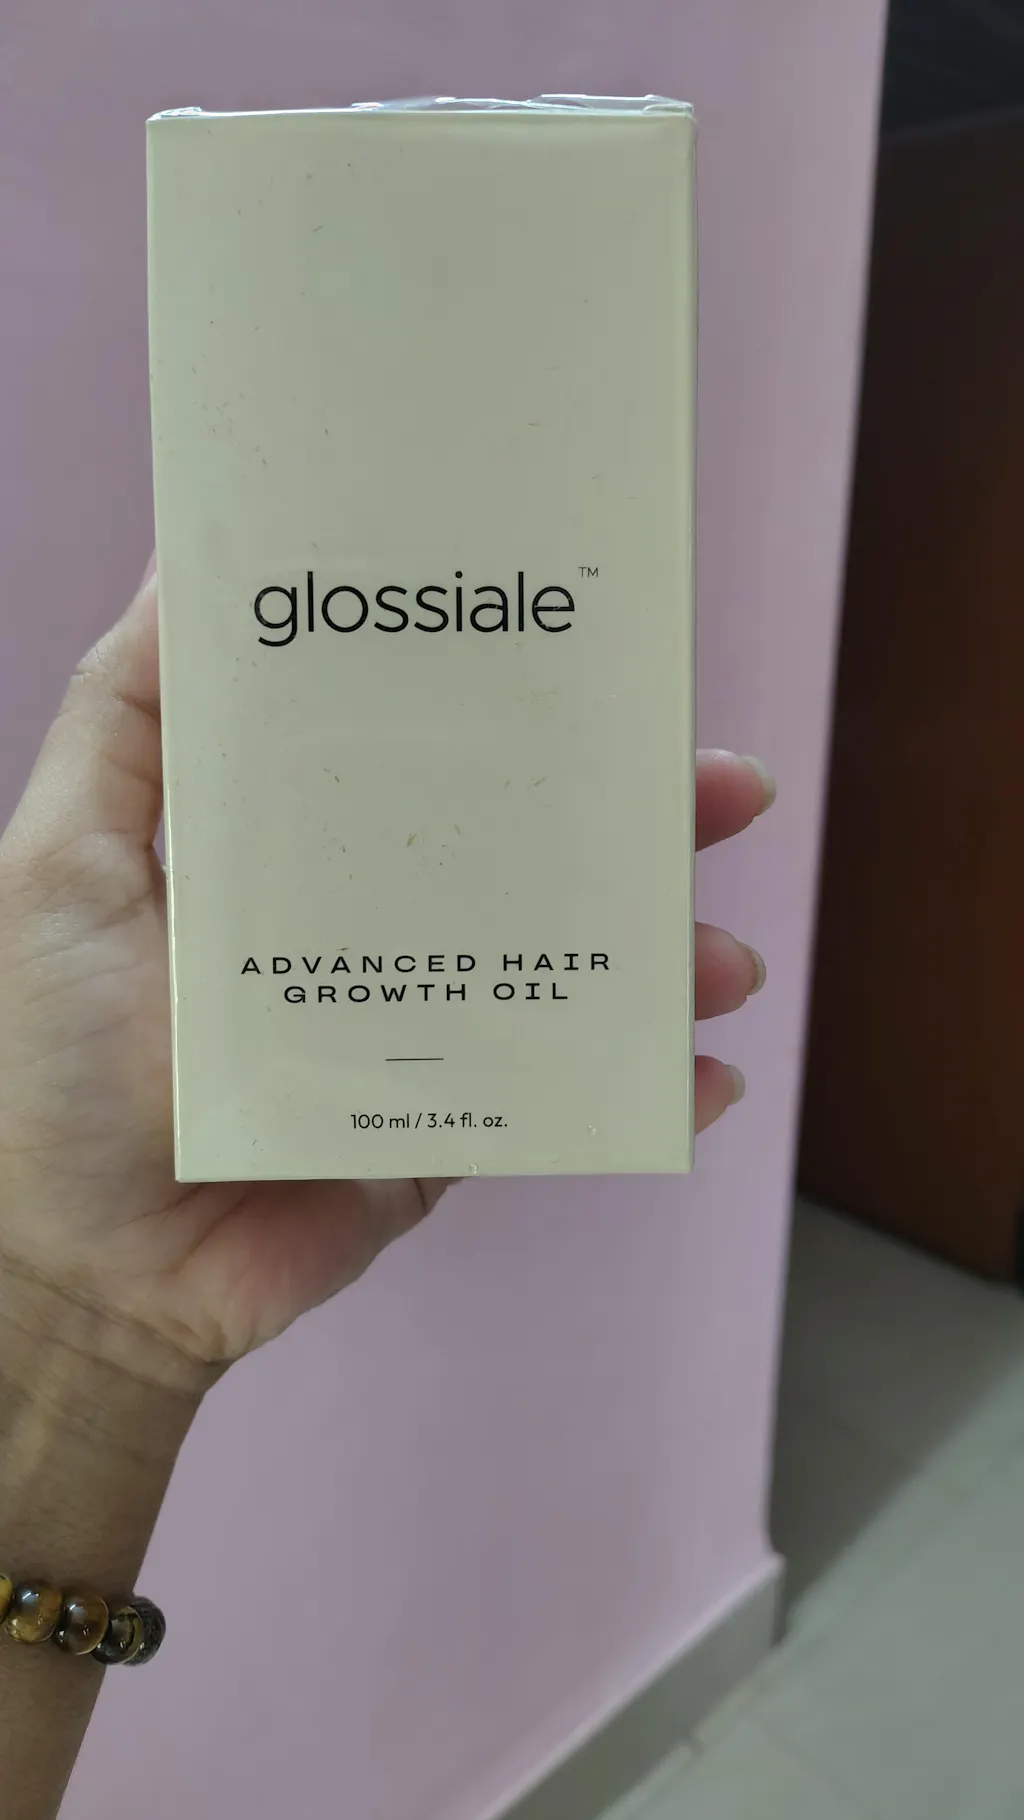 glossiale™
ADVANCED HAIR
GROWTH OIL
100 ml / 3.4 fl. oz.